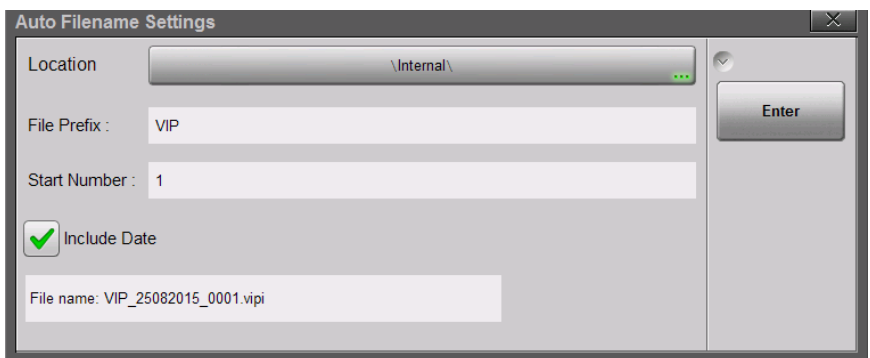 Auto Filename Settings
Location
\Internal\
...
Enter
File Prefix :
VIP
Start Number :
1
Include Date
File name: VIP_25082015_0001.vipi